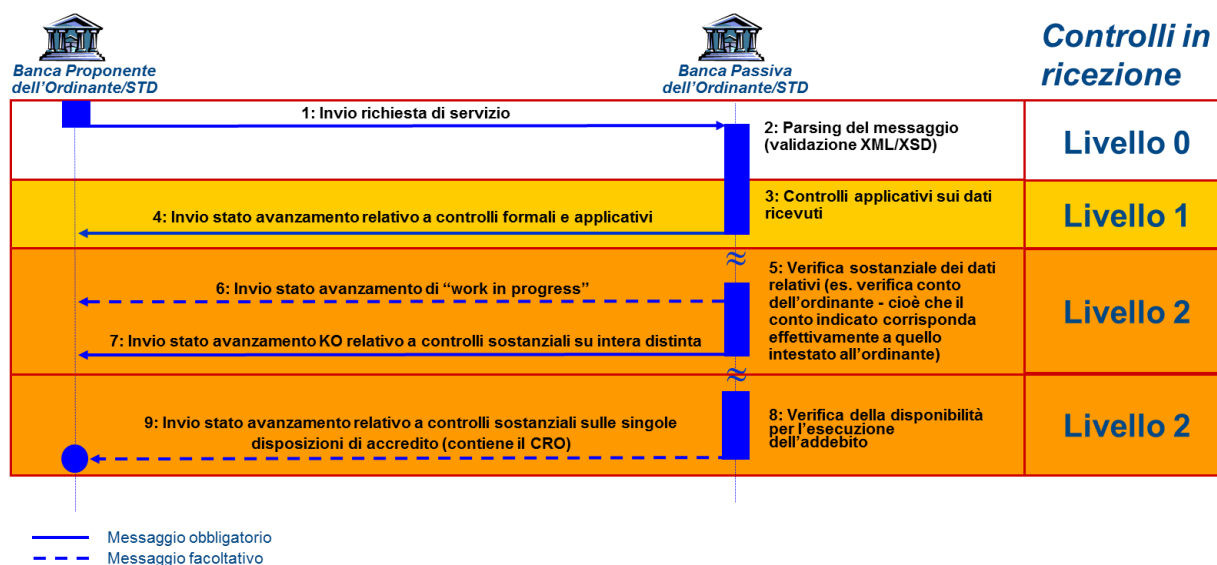 Banca Proponente
dell'Ordinante/STD
Banca Passiva
dell'Ordinante/STD
Controlli in
ricezione
1: Invio richiesta di servizio
2: Parsing del messaggio
(validazione XML/XSD)
Livello 0
3: Controlli applicativi sui dati
ricevuti
4: Invio stato avanzamento relativo a controlli formali e applicativi
Livello 1
5: Verifica sostanziale dei dati
relativi (es. verifica conto
dell'ordinante - cioè che il
conto indicato corrisponda
effettivamente a quello
intestato all'ordinante)
6: Invio stato avanzamento di “work in progress”
7: Invio stato avanzamento KO relativo a controlli sostanziali su intera distinta
Livello 2
8: Verifica della disponibilità
per l'esecuzione
dell'addebito
9: Invio stato avanzamento relativo a controlli sostanziali sulle singole
disposizioni di accredito (contiene il CRO)
Livello 2
Messaggio obbligatorio
Messaggio facoltativo